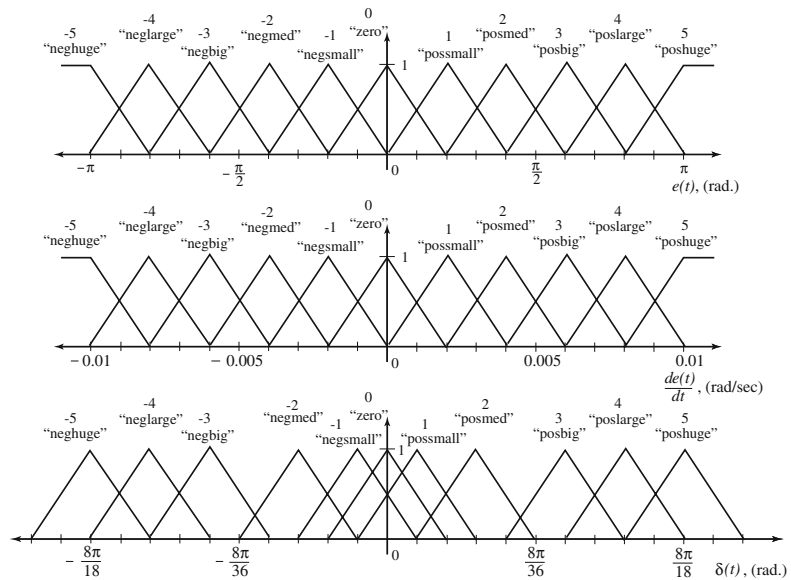 -5 -4 -3 -2 -1 0 1 2 3 4 5
“neghuge” “neglarge” “negbig” “negmed” “negsmall” “zero” “possmall” “posmed” “posbig” “poslarge” “poshuge”
1
−π − π/2 0 π/2 π
e(t), (rad.)
-5 -4 -3 -2 -1 0 1 2 3 4 5
“neghuge” “neglarge” “negbig” “negmed” “negsmall” “zero” “possmall” “posmed” “posbig” “poslarge” “poshuge”
1
−0.01 −0.005 0 0.005 0.01
de(t)/dt , (rad/sec)
-5 -4 -3 -2 -1 0 1 2 3 4 5
“neghuge” “neglarge” “negbig” “negmed” “negsmall” “zero” “possmall” “posmed” “posbig” “poslarge” “poshuge”
1
− 8π/18 − 8π/36 0 8π/36 8π/18
δ(t) , (rad.)